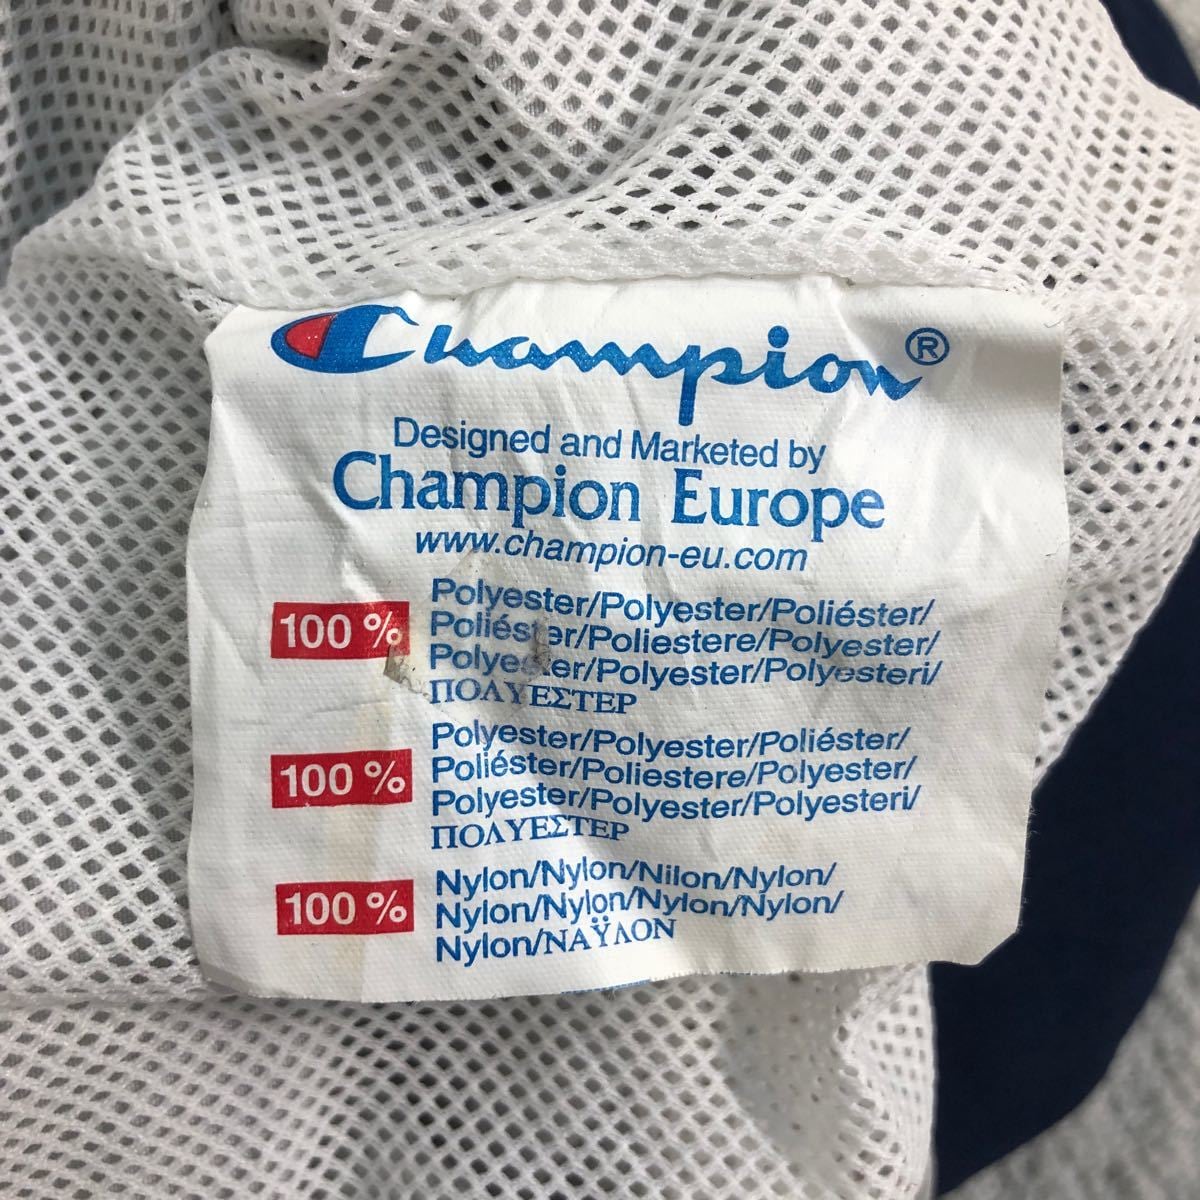 Champion®
Designed and Marketed by
Champion Europe
www.champion-eu.com
100 % Polyester/Polyester/Poliéster/
Poliéster/Poliestere/Polyester/
Polyester/Polyester/Polyesteri/
ΠΟΛΥΕΣΤΕΡ
100 % Polyester/Polyester/Poliéster/
Poliéster/Poliestere/Polyester/
Polyester/Polyester/Polyesteri/
ΠΟΛΥΕΣΤΕΡ
100 % Nylon/Nylon/Nilon/Nylon/
Nylon/Nylon/Nylon/Nylon/
Nylon/ΝΑΫΛΟΝ